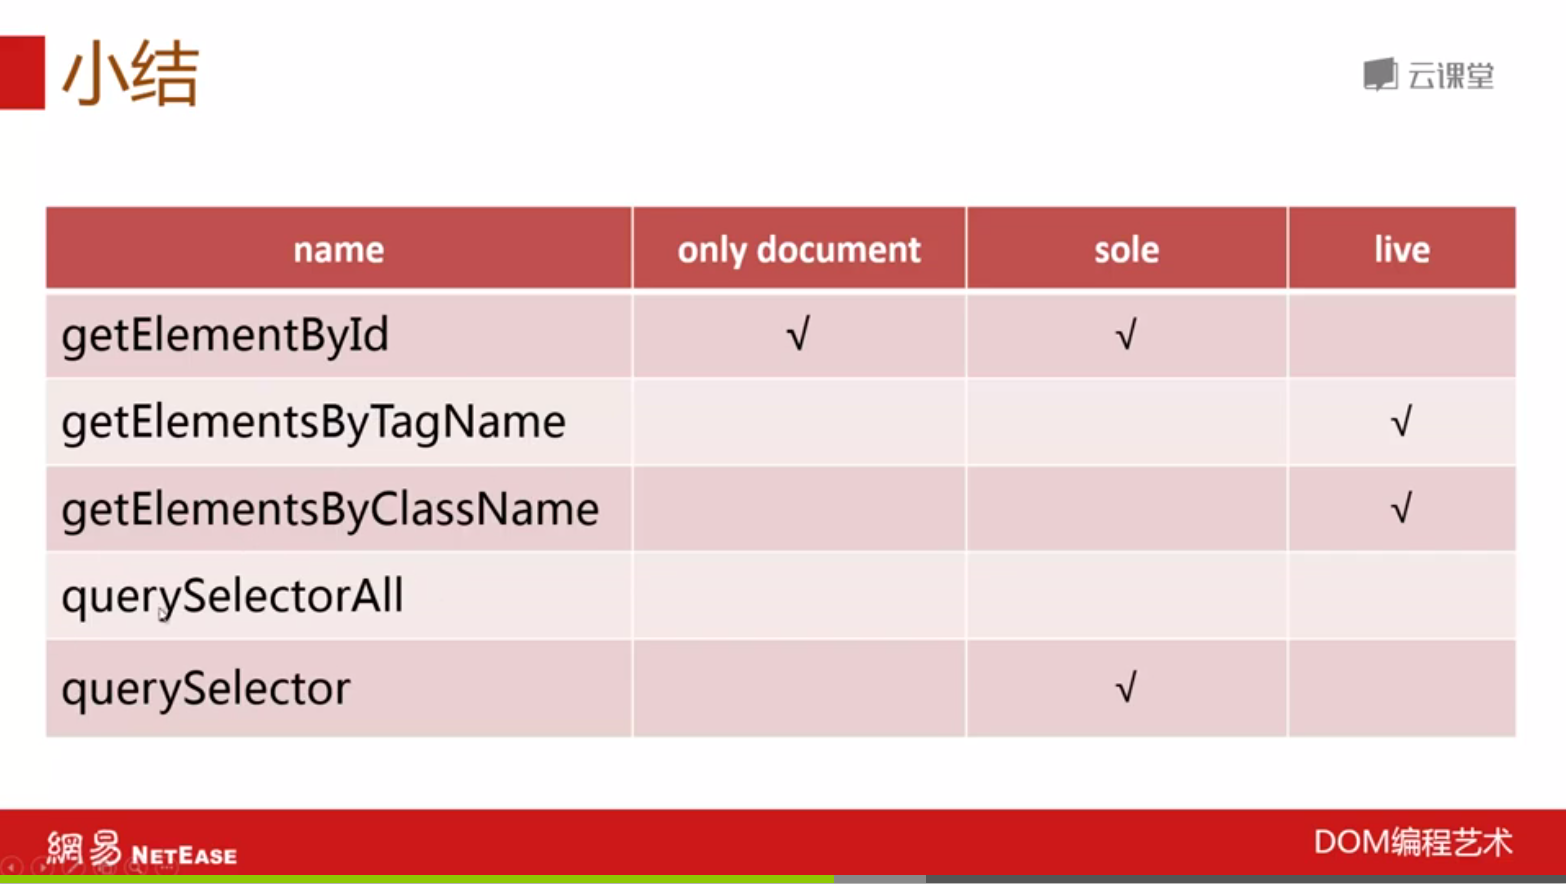 小结
云课堂
name only document sole live
getElementById √ √
getElementsByTagName √
getElementsByClassName √
querySelectorAll
querySelector √
網易 NETEASE
DOM编程艺术